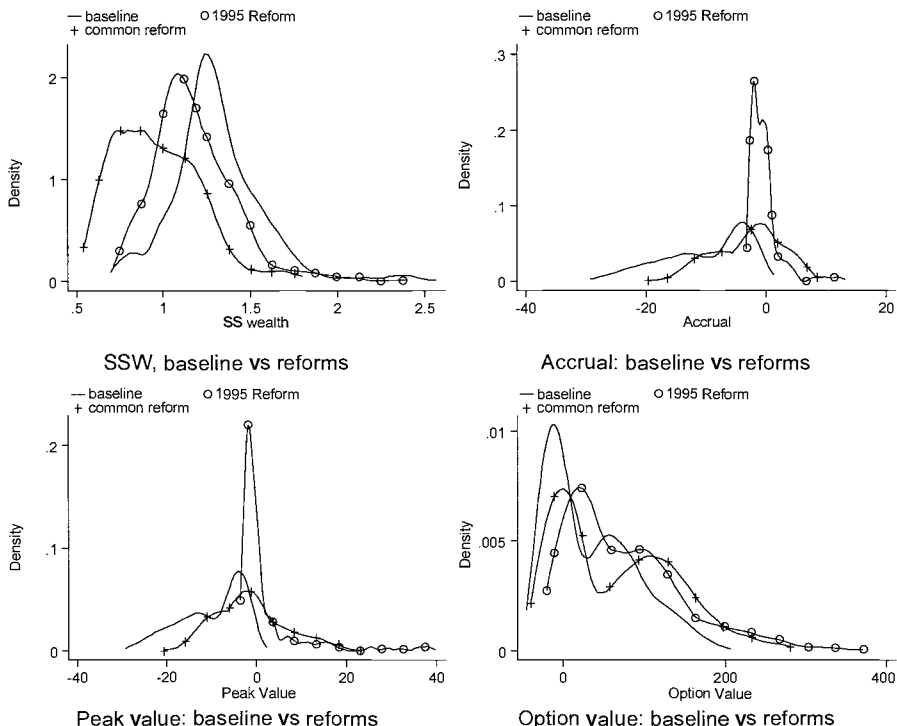 baseline
1995 Reform
common reform
2
1
0
Density
.5
1
1.5
2
2.5
SS wealth
SSW, baseline vs reforms
baseline
1995 Reform
common reform
.3
.2
.1
0
Density
-40
-20
0
20
Accrual
Accrual: baseline vs reforms
baseline
1995 Reform
common reform
.2
.1
0
Density
-40
-20
0
20
40
Peak Value
Peak value: baseline vs reforms
baseline
1995 Reform
common reform
.01
.005
0
Density
0
200
400
Option Value
Option value: baseline vs reforms